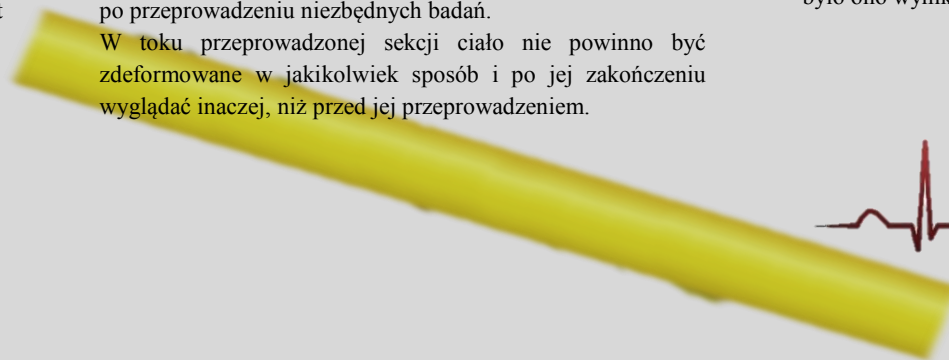 po przeprowadzeniu niezbędnych badań.
W toku przeprowadzonej sekcji ciało nie powinno być
zdeformowane w jakikolwiek sposób i po jej zakończeniu
wyglądać inaczej, niż przed jej przeprowadzeniem.